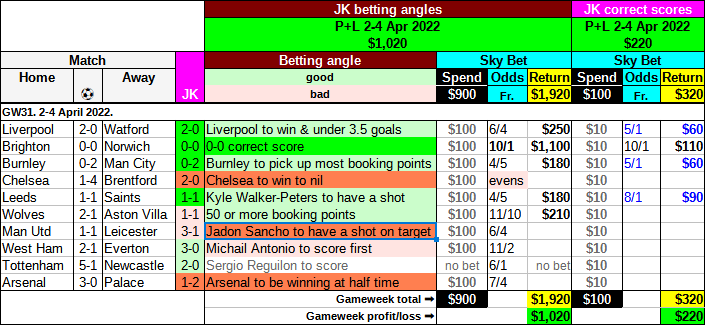 JK betting angles JK correct scores
P+L 2-4 Apr 2022 P+L 2-4 Apr 2022
$1,020 $220
Match JK Betting angle Sky Bet Sky Bet
Home Away good Spend Odds Return Spend Odds Return
bad $900 Fr. $1,920 $100 Fr. $320
GW31. 2-4 April 2022.
Liverpool 2-0 Watford 2-0 Liverpool to win & under 3.5 goals $100 6/4 $250 $10 5/1 $60
Brighton 0-0 Norwich 0-0 0-0 correct score $100 10/1 $1,100 $10 10/1 $110
Burnley 0-2 Man City 0-2 Burnley to pick up most booking points $100 4/5 $180 $10 5/1 $60
Chelsea 1-4 Brentford 2-0 Chelsea to win to nil $100 evens $10
Leeds 1-1 Saints 1-1 Kyle Walker-Peters to have a shot $100 4/5 $180 $10 8/1 $90
Wolves 2-1 Aston Villa 1-1 50 or more booking points $100 11/10 $210 $10
Man Utd 1-1 Leicester 3-1 Jadon Sancho to have a shot on target $100 6/4 $10
West Ham 2-1 Everton 3-0 Michail Antonio to score first $100 11/2 $10
Tottenham 5-1 Newcastle 2-0 Sergio Reguilon to score no bet 6/1 no bet $10
Arsenal 3-0 Palace 1-2 Arsenal to be winning at half time $100 7/4 $10
Gameweek total ➡ $900 $1,920 $100 $320
Gameweek profit/loss ➡ $1,020 $220